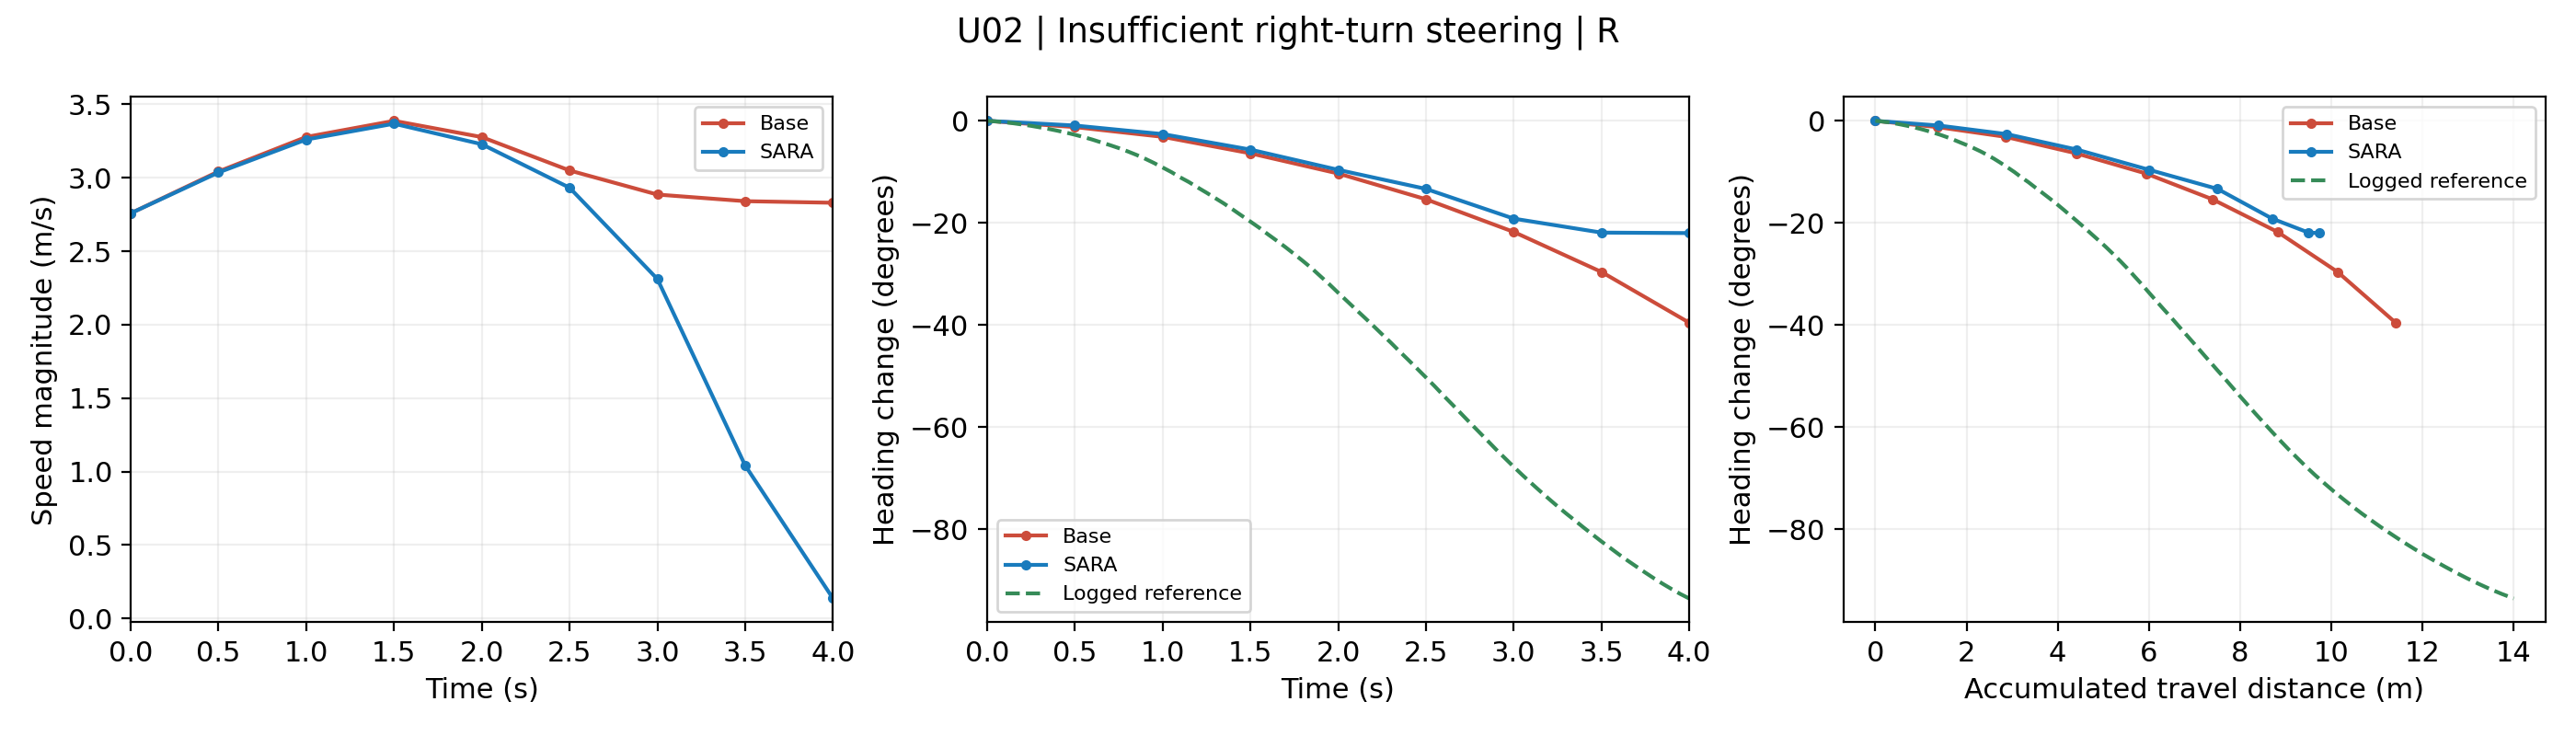 U02 | Insufficient right-turn steering | R
Speed magnitude (m/s)
3.5
3.0
2.5
2.0
1.5
1.0
0.5
0.0
Base
SARA
0.0 0.5 1.0 1.5 2.0 2.5 3.0 3.5 4.0
Time (s)
Heading change (degrees)
0
−20
−40
−60
−80
Base
SARA
Logged reference
0.0 0.5 1.0 1.5 2.0 2.5 3.0 3.5 4.0
Time (s)
Heading change (degrees)
0
−20
−40
−60
−80
Base
SARA
Logged reference
0 2 4 6 8 10 12 14
Accumulated travel distance (m)